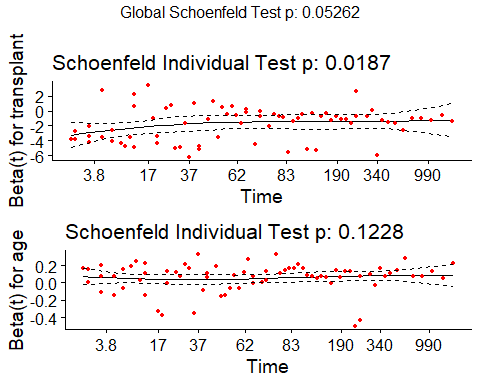 Global Schoenfeld Test p: 0.05262
Schoenfeld Individual Test p: 0.0187
Beta(t) for transplant
2
0
-2
-4
-6
3.8 17 37 62 83 190 340 990
Time
Schoenfeld Individual Test p: 0.1228
Beta(t) for age
0.2
0.0
-0.2
-0.4
3.8 17 37 62 83 190 340 990
Time